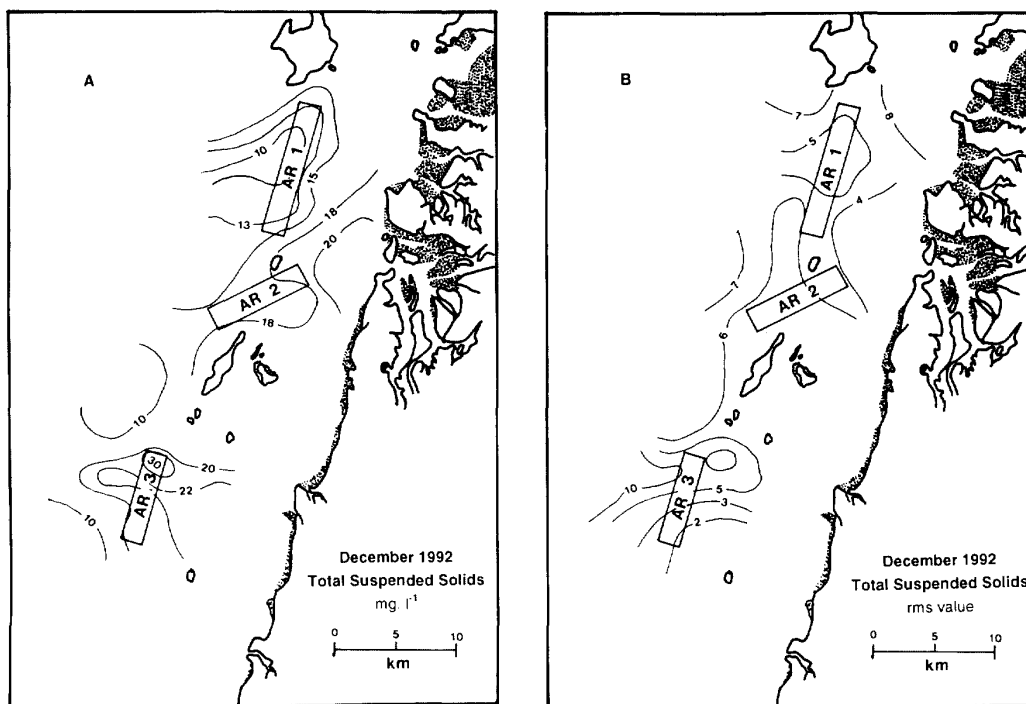 A
10
AR 1
15
13
18
20
AR 2
18
10
30
20
22
AR 3
10
December 1992
Total Suspended Solids
mg. l⁻¹
0 5 10
km
B
7
8
5
AR 1
4
7
AR 2
6
10
5
AR 3
3
2
December 1992
Total Suspended Solids
rms value
0 5 10
km